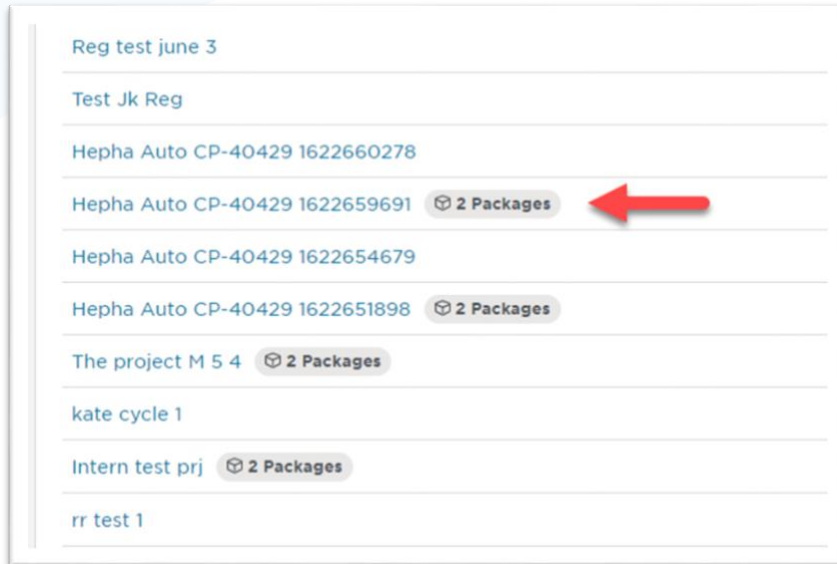 Reg test june 3
Test Jk Reg
Hepha Auto CP-40429 1622660278
Hepha Auto CP-40429 1622659691 2 Packages
Hepha Auto CP-40429 1622654679
Hepha Auto CP-40429 1622651898 2 Packages
The project M 5 4 2 Packages
kate cycle 1
Intern test prj 2 Packages
rr test 1